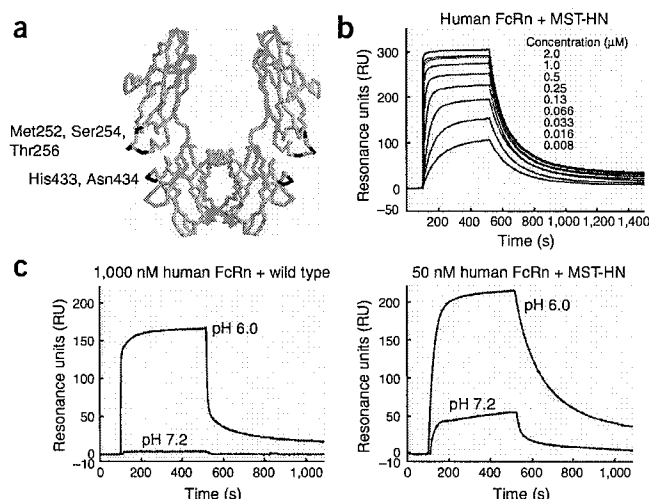 a
Met252, Ser254,
Thr256
His433, Asn434
b
Human FcRn + MST-HN
Concentration (μM)
2.0
1.0
0.5
0.25
0.13
0.066
0.033
0.016
0.008
Resonance units (RU)
300
200
100
0
−50
0 200 400 600 800 1,000 1,400
Time (s)
c
1,000 nM human FcRn + wild type
Resonance units (RU)
200
150
100
50
0
−10
pH 6.0
pH 7.2
0 200 400 600 800 1,000
Time (s)
50 nM human FcRn + MST-HN
Resonance units (RU)
200
150
100
50
0
−10
pH 6.0
pH 7.2
0 200 400 600 800 1,000
Time (s)